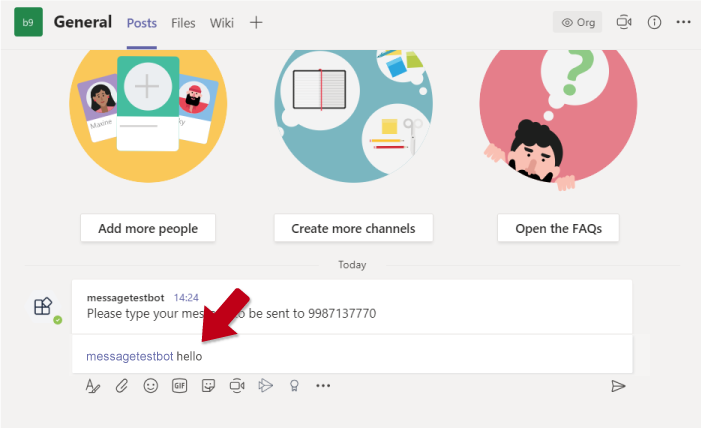 b9 General Posts Files Wiki + Org
Maxine
Add more people Create more channels Open the FAQs
Today
messagetestbot 14:24
Please type your mes to be sent to 9987137770
messagetestbot hello
GIF